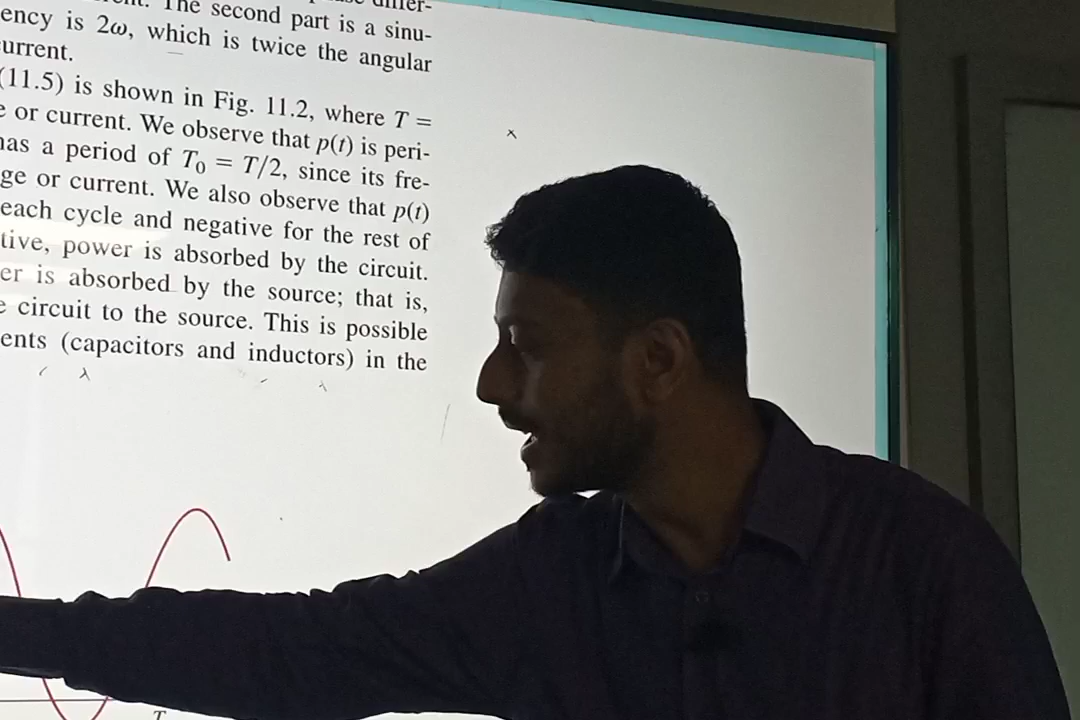 The second part is a sinu-
ency is 2ω, which is twice the angular
urrent.
(11.5) is shown in Fig. 11.2, where T =
e or current. We observe that p(t) is peri-
has a period of T₀ = T/2, since its fre-
ge or current. We also observe that p(t)
each cycle and negative for the rest of
tive, power is absorbed by the circuit.
er is absorbed by the source; that is,
e circuit to the source. This is possible
ents (capacitors and inductors) in the
T